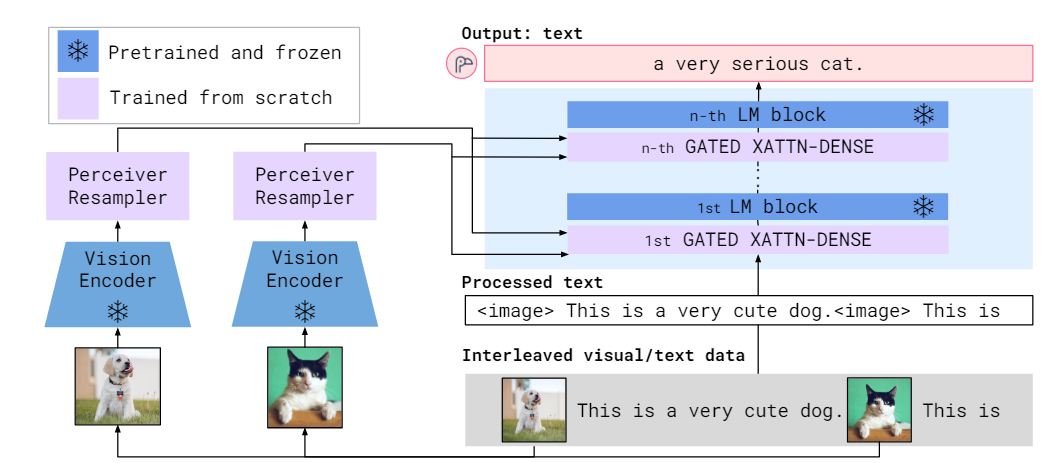 Pretrained and frozen
Trained from scratch
Output: text
a very serious cat.
n-th LM block
n-th GATED XATTN-DENSE
1st LM block
1st GATED XATTN-DENSE
Perceiver
Resampler
Perceiver
Resampler
Vision
Encoder
Vision
Encoder
Processed text
<image> This is a very cute dog.<image> This is
Interleaved visual/text data
This is a very cute dog.
This is